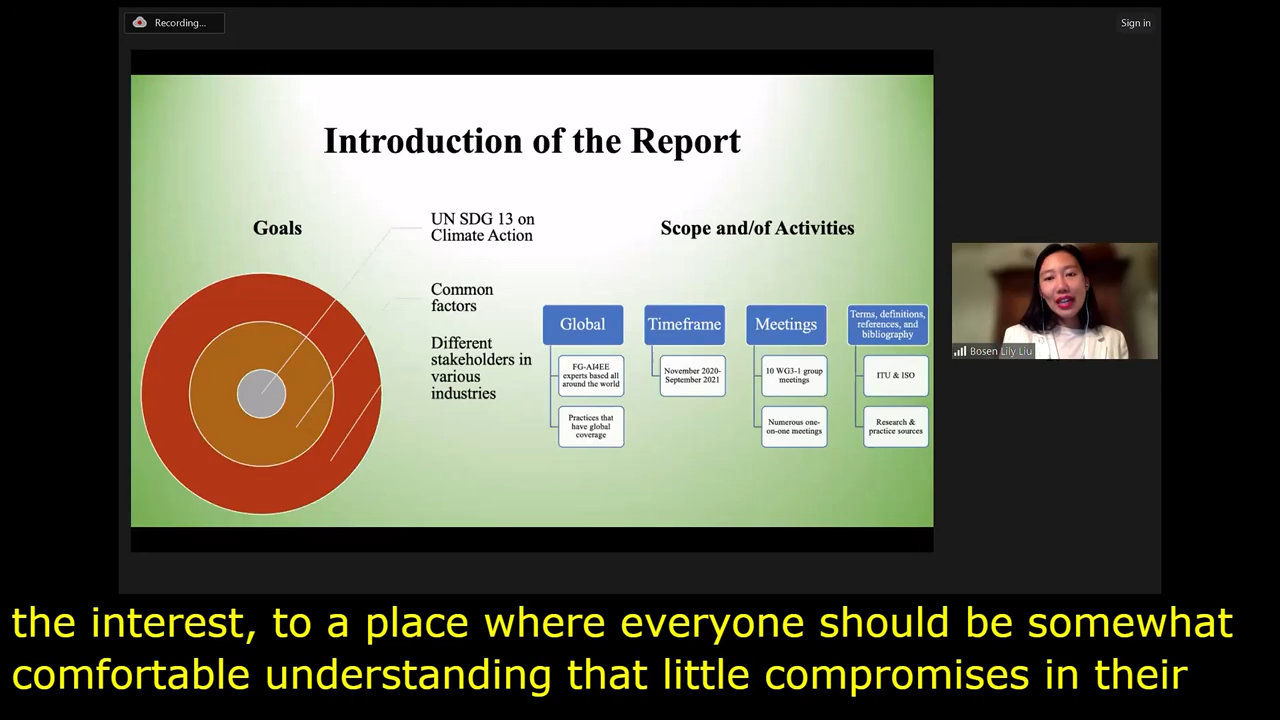 Recording...
Sign in
Introduction of the Report
Goals
UN SDG 13 on
Climate Action
Common
factors
Different
stakeholders in
various
industries
Scope and/of Activities
Global
FG-AI4EE
experts based all
around the world
Practices that
have global
coverage
Timeframe
November 2020-
September 2021
Meetings
10 WG3-1 group
meetings
Numerous one-
on-one meetings
Terms, definitions,
references, and
bibliography
ITU & ISO
Research &
practice sources
Bosen Lily Liu
the interest, to a place where everyone should be somewhat
comfortable understanding that little compromises in their